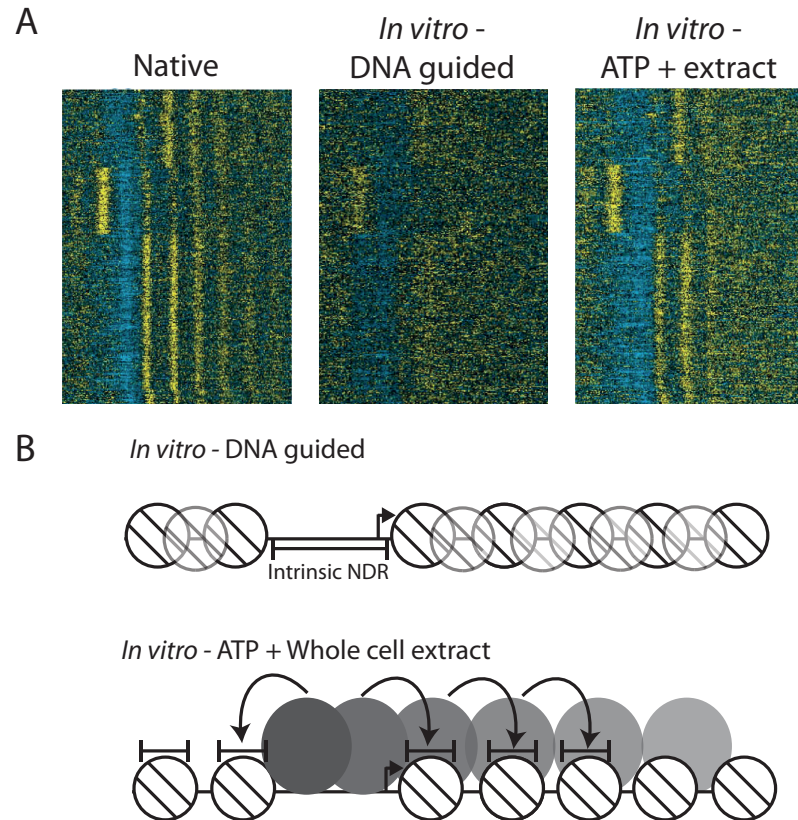 A
Native
In vitro -
DNA guided
In vitro -
ATP + extract
B
In vitro - DNA guided
Intrinsic NDR
In vitro - ATP + Whole cell extract